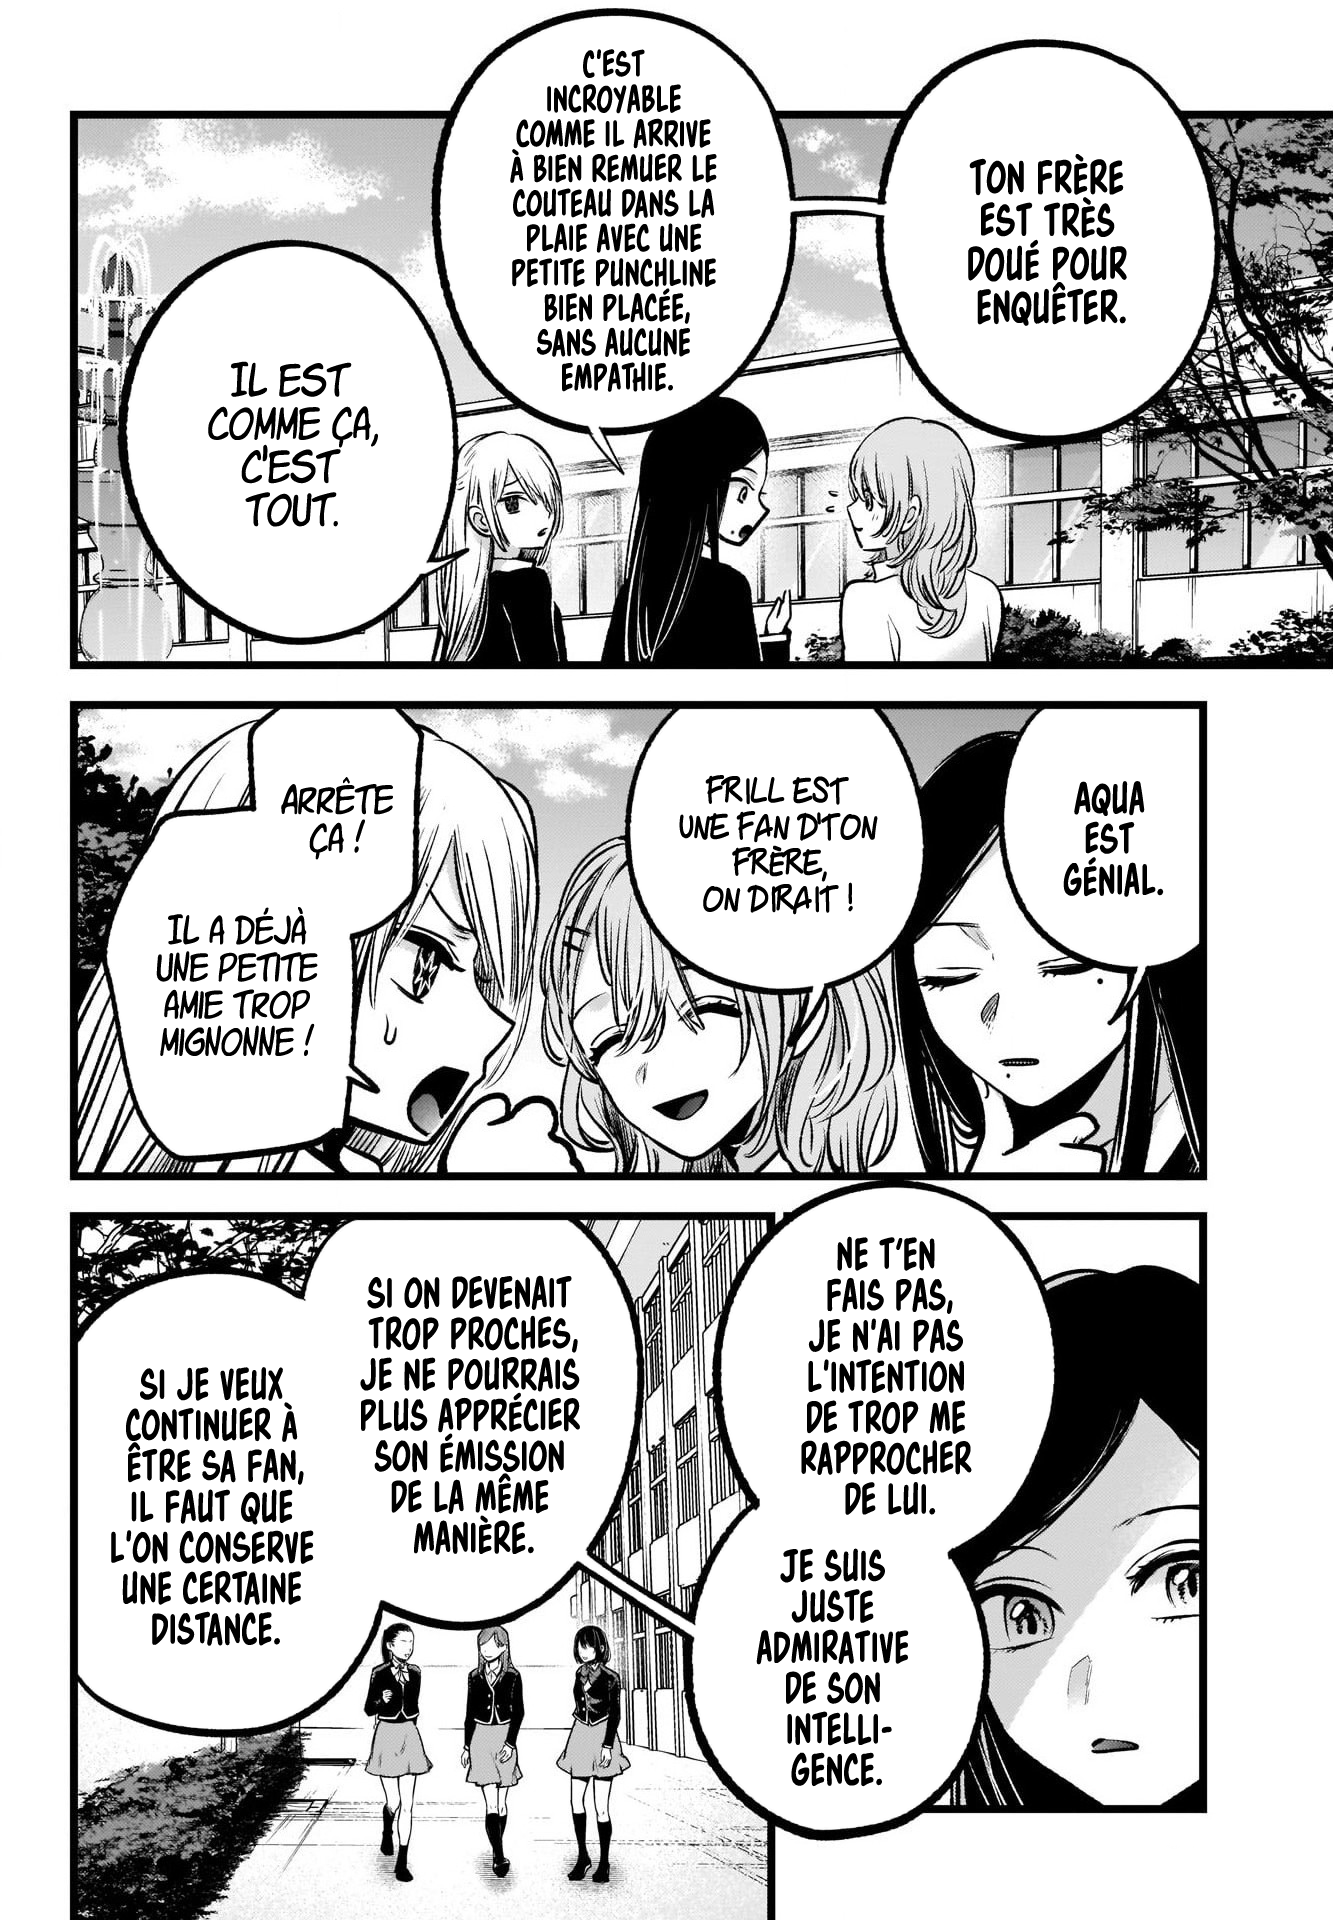 TON FRÈRE
EST TRÈS
DOUÉ POUR
ENQUÊTER.
C'EST
INCROYABLE
COMME IL ARRIVE
À BIEN REMUER LE
COUTEAU DANS LA
PLAIE AVEC UNE
PETITE PUNCHLINE
BIEN PLACÉE,
SANS AUCUNE
EMPATHIE.
IL EST
COMME ÇA,
C'EST
TOUT.
AQUA
EST
GÉNIAL.
FRILL EST
UNE FAN D'TON
FRÈRE,
ON DIRAIT !
ARRÊTE
ÇA !
IL A DÉJÀ
UNE PETITE
AMIE TROP
MIGNONNE !
NE T'EN
FAIS PAS,
JE N'AI PAS
L'INTENTION
DE TROP ME
RAPPROCHER
DE LUI.
JE SUIS
JUSTE
ADMIRATIVE
DE SON
INTELLI-
GENCE.
SI ON DEVENAIT
TROP PROCHES,
JE NE POURRAIS
PLUS APPRÉCIER
SON ÉMISSION
DE LA MÊME
MANIÈRE.
SI JE VEUX
CONTINUER À
ÊTRE SA FAN,
IL FAUT QUE
L'ON CONSERVE
UNE CERTAINE
DISTANCE.